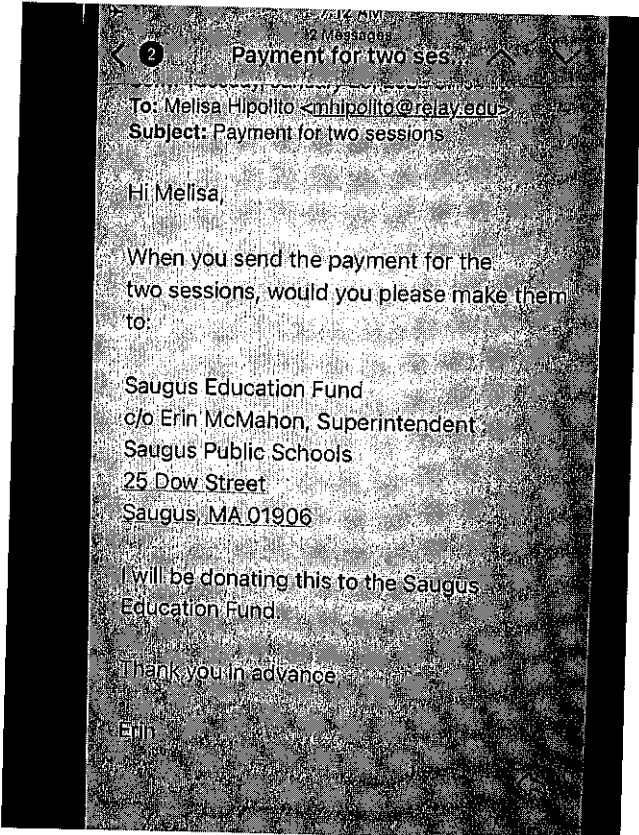 12 Messages
2 Payment for two ses...
To: Melisa Hipolito <mhipolito@relay.edu>
Subject: Payment for two sessions
Hi Melisa,
When you send the payment for the
two sessions, would you please make them
to:
Saugus Education Fund
c/o Erin McMahon, Superintendent
Saugus Public Schools
25 Dow Street
Saugus, MA 01906
I will be donating this to the Saugus
Education Fund.
Thank you in advance
Erin